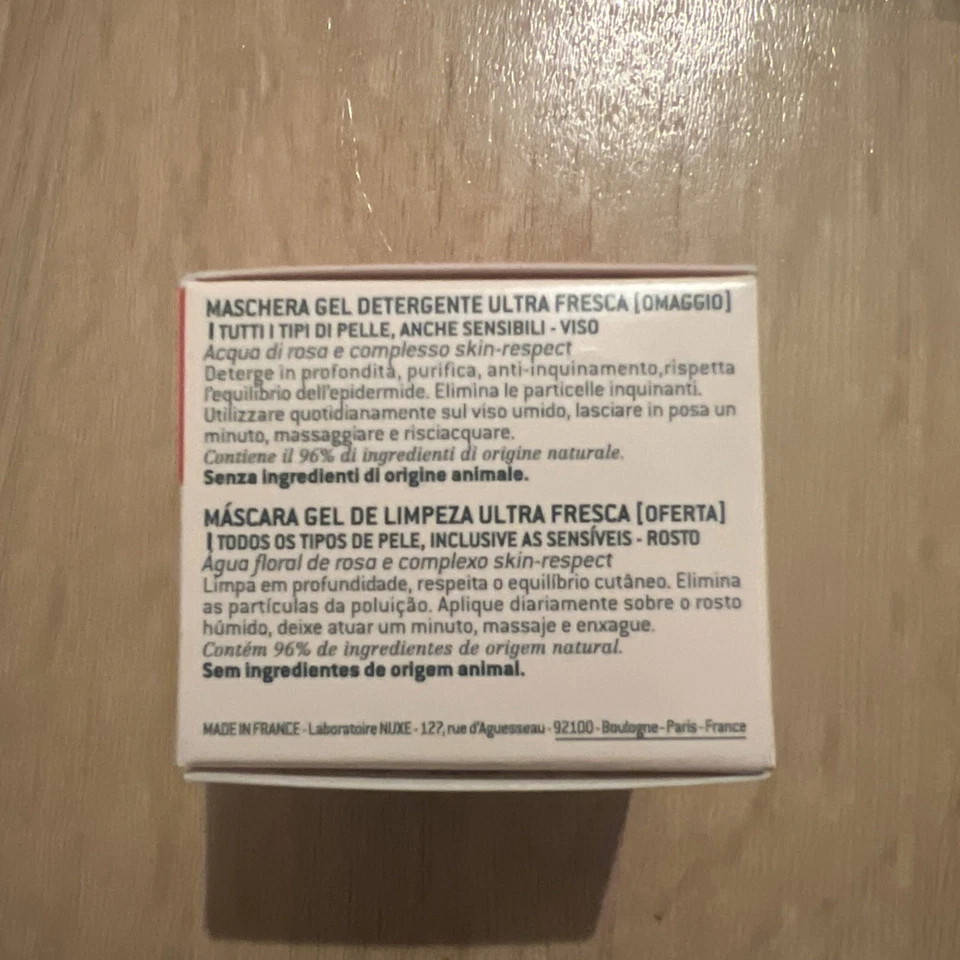 MASCHERA GEL DETERGENTE ULTRA FRESCA [OMAGGIO]
| TUTTI I TIPI DI PELLE, ANCHE SENSIBILI - VISO
Acqua di rosa e complesso skin-respect
Deterge in profondità, purifica, anti-inquinamento,rispetta
l'equilibrio dell'epidermide. Elimina le particelle inquinanti.
Utilizzare quotidianamente sul viso umido, lasciare in posa un
minuto, massaggiare e risciacquare.
Contiene il 96% di ingredienti di origine naturale.
Senza ingredienti di origine animale.
MÁSCARA GEL DE LIMPEZA ULTRA FRESCA [OFERTA]
| TODOS OS TIPOS DE PELE, INCLUSIVE AS SENSÍVEIS - ROSTO
Água floral de rosa e complexo skin-respect
Limpa em profundidade, respeita o equilíbrio cutâneo. Elimina
as partículas da poluição. Aplique diariamente sobre o rosto
húmido, deixe atuar um minuto, massaje e enxague.
Contém 96% de ingredientes de origem natural.
Sem ingredientes de origem animal.
MADE IN FRANCE - Laboratoire NUXE - 127, rue d'Aguesseau - 92100 - Boulogne - Paris - France